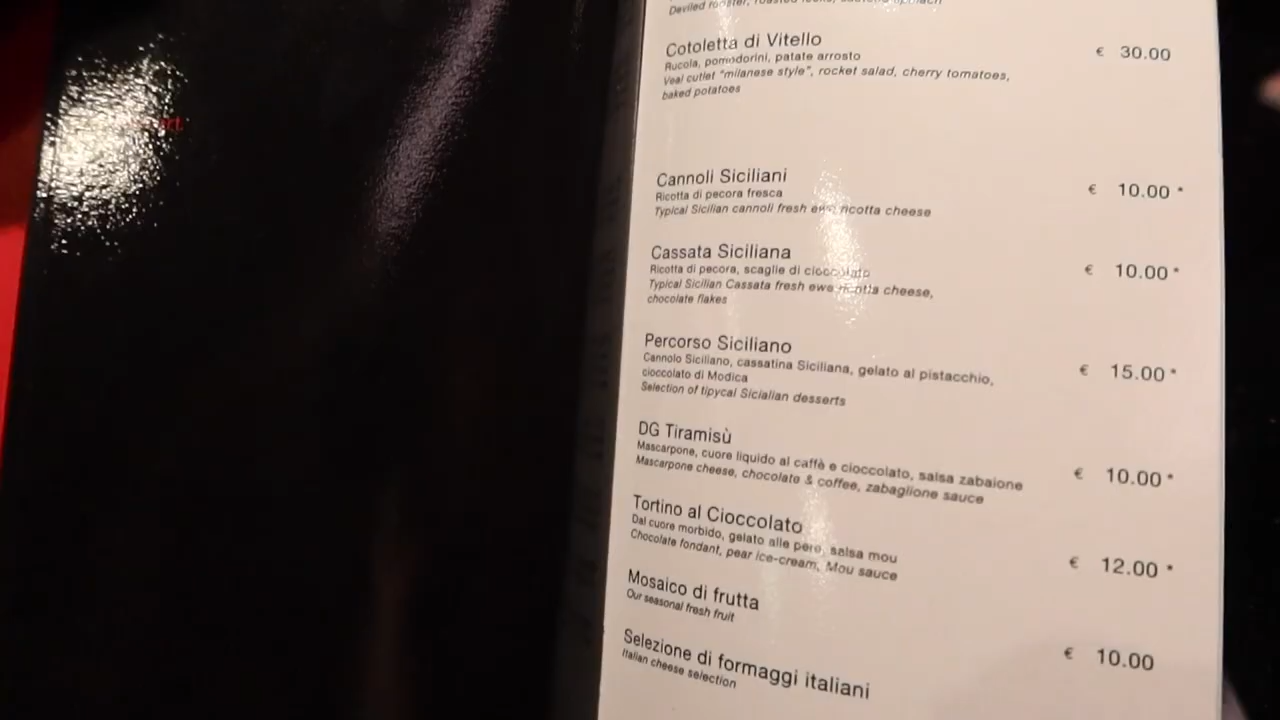 Deviled
Cotoletta di Vitello
€ 30.00
Rucola, pomodorini, patate arrosto
Veal cutlet "milanese style", rocket salad, cherry tomatoes,
baked potatoes
Cannoli Siciliani
€ 10.00 *
Ricotta di pecora fresca
Typical Sicilian cannoli fresh ewe ricotta cheese
Cassata Siciliana
€ 10.00 *
Ricotta di pecora, scaglie di cioccolato
Typical Sicilian Cassata fresh ewe ricotta cheese,
chocolate flakes
Percorso Siciliano
€ 15.00 *
Cannolo Siciliano, cassatina Siciliana, gelato al pistacchio,
cioccolato di Modica
Selection of tipycal Sicialian desserts
DG Tiramisù
€ 10.00 *
Mascarpone, cuore liquido al caffè e cioccolato, salsa zabaione
Mascarpone cheese, chocolate & coffee, zabaglione sauce
Tortino al Cioccolato
€ 12.00 *
Dal cuore morbido, gelato alle pere, salsa mou
Chocolate fondant, pear ice-cream, Mou sauce
Mosaico di frutta
€ 10.00
Our seasonal fresh fruit
Selezione di formaggi italiani
Italian cheese selection